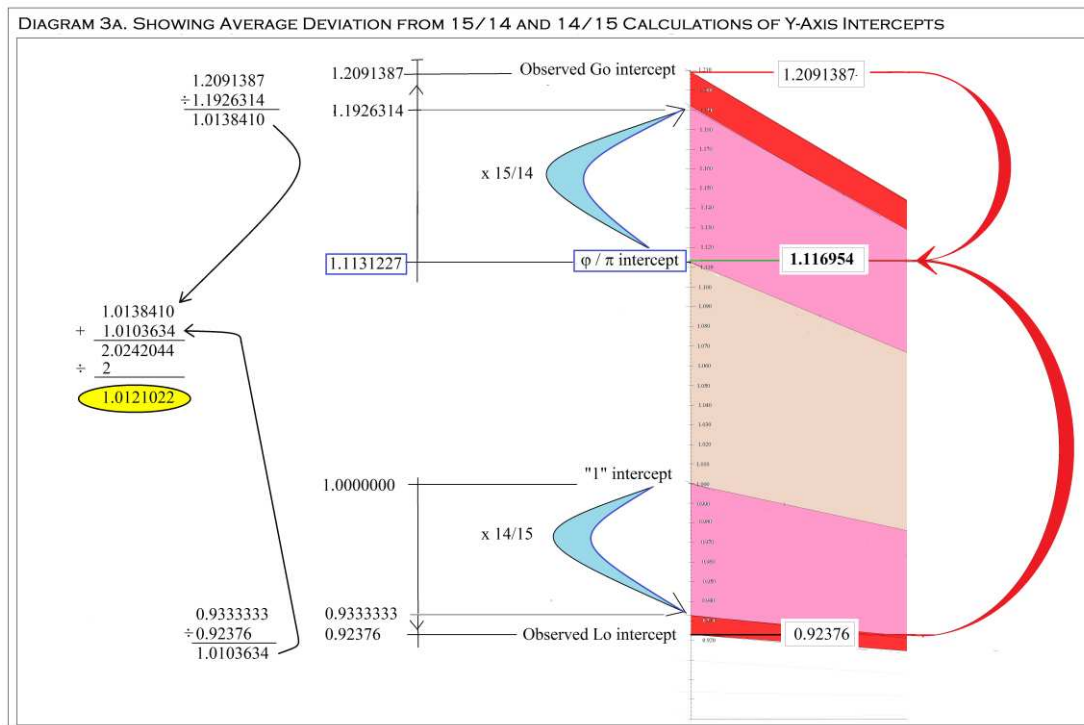 DIAGRAM 3A. SHOWING AVERAGE DEVIATION FROM 15/14 AND 14/15 CALCULATIONS OF Y-AXIS INTERCEPTS
1.2091387
÷1.1926314
1.0138410
1.2091387
Observed Go intercept
1.2091387
1.1926314
x 15/14
1.1131227
φ / π intercept
1.116954
1.0138410
+ 1.0103634
2.0242044
÷ 2
1.0121022
1.0000000
"1" intercept
x 14/15
0.9333333
÷0.92376
1.0103634
0.9333333
0.92376
Observed Lo intercept
0.92376